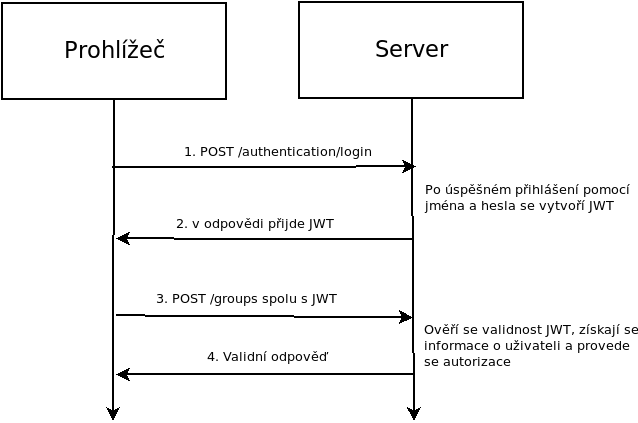 Prohlížeč
Server
1. POST /authentication/login
Po úspěšném přihlášení pomocí
jména a hesla se vytvoří JWT
2. v odpovědi přijde JWT
3. POST /groups spolu s JWT
Ověří se validnost JWT, získají se
informace o uživateli a provede
se autorizace
4. Validní odpověď